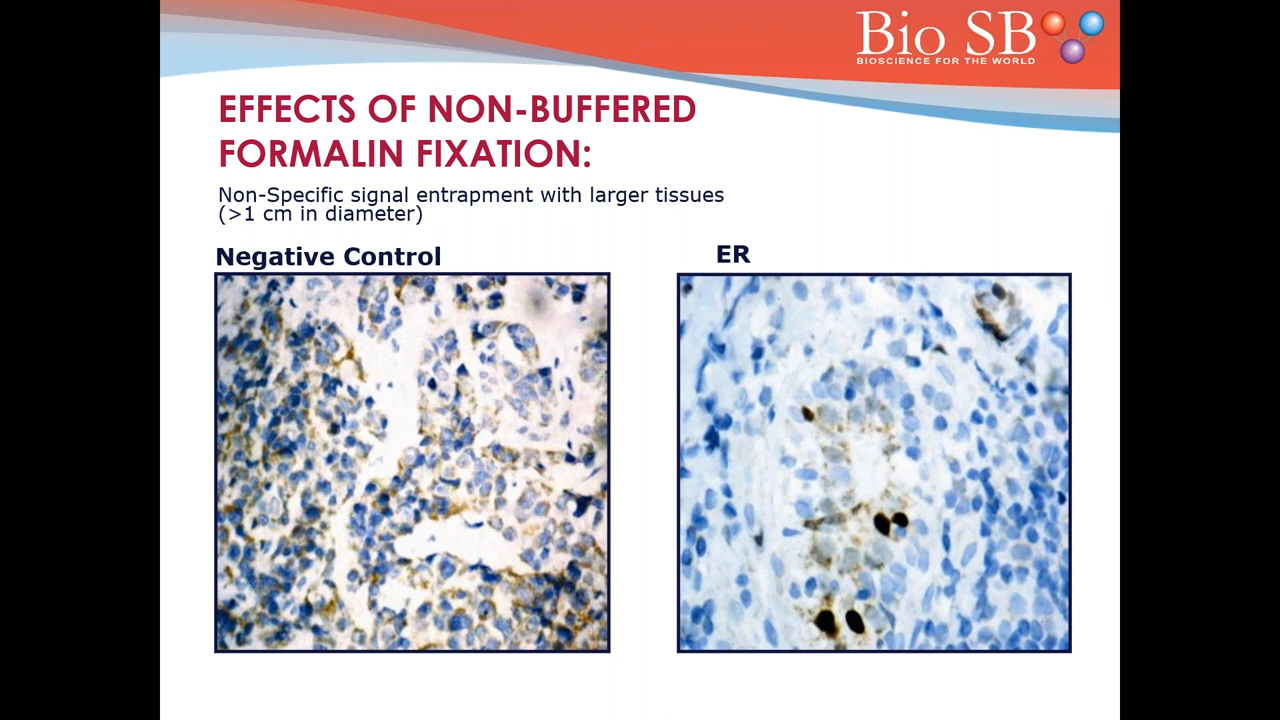 Bio SB
BIOSCIENCE FOR THE WORLD
EFFECTS OF NON-BUFFERED
FORMALIN FIXATION:
Non-Specific signal entrapment with larger tissues
(>1 cm in diameter)
Negative Control
ER